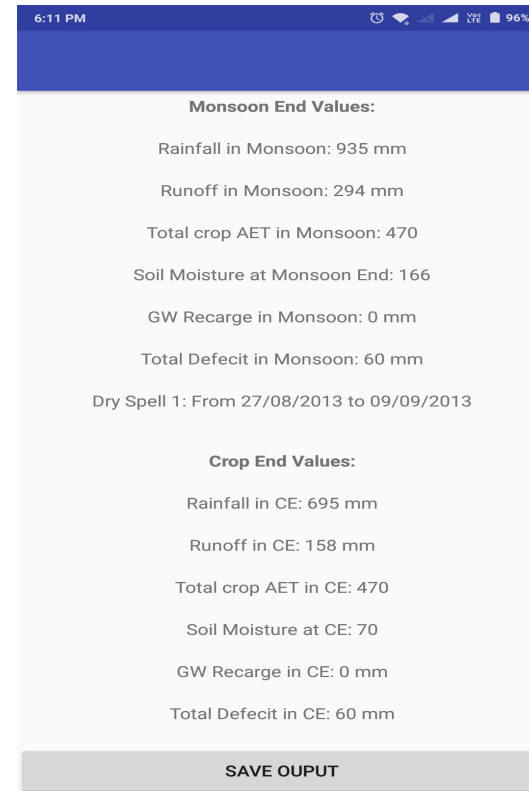 6:11 PM
VoD LTE 96%
Monsoon End Values:
Rainfall in Monsoon: 935 mm
Runoff in Monsoon: 294 mm
Total crop AET in Monsoon: 470
Soil Moisture at Monsoon End: 166
GW Recarge in Monsoon: 0 mm
Total Defecit in Monsoon: 60 mm
Dry Spell 1: From 27/08/2013 to 09/09/2013
Crop End Values:
Rainfall in CE: 695 mm
Runoff in CE: 158 mm
Total crop AET in CE: 470
Soil Moisture at CE: 70
GW Recarge in CE: 0 mm
Total Defecit in CE: 60 mm
SAVE OUPUT